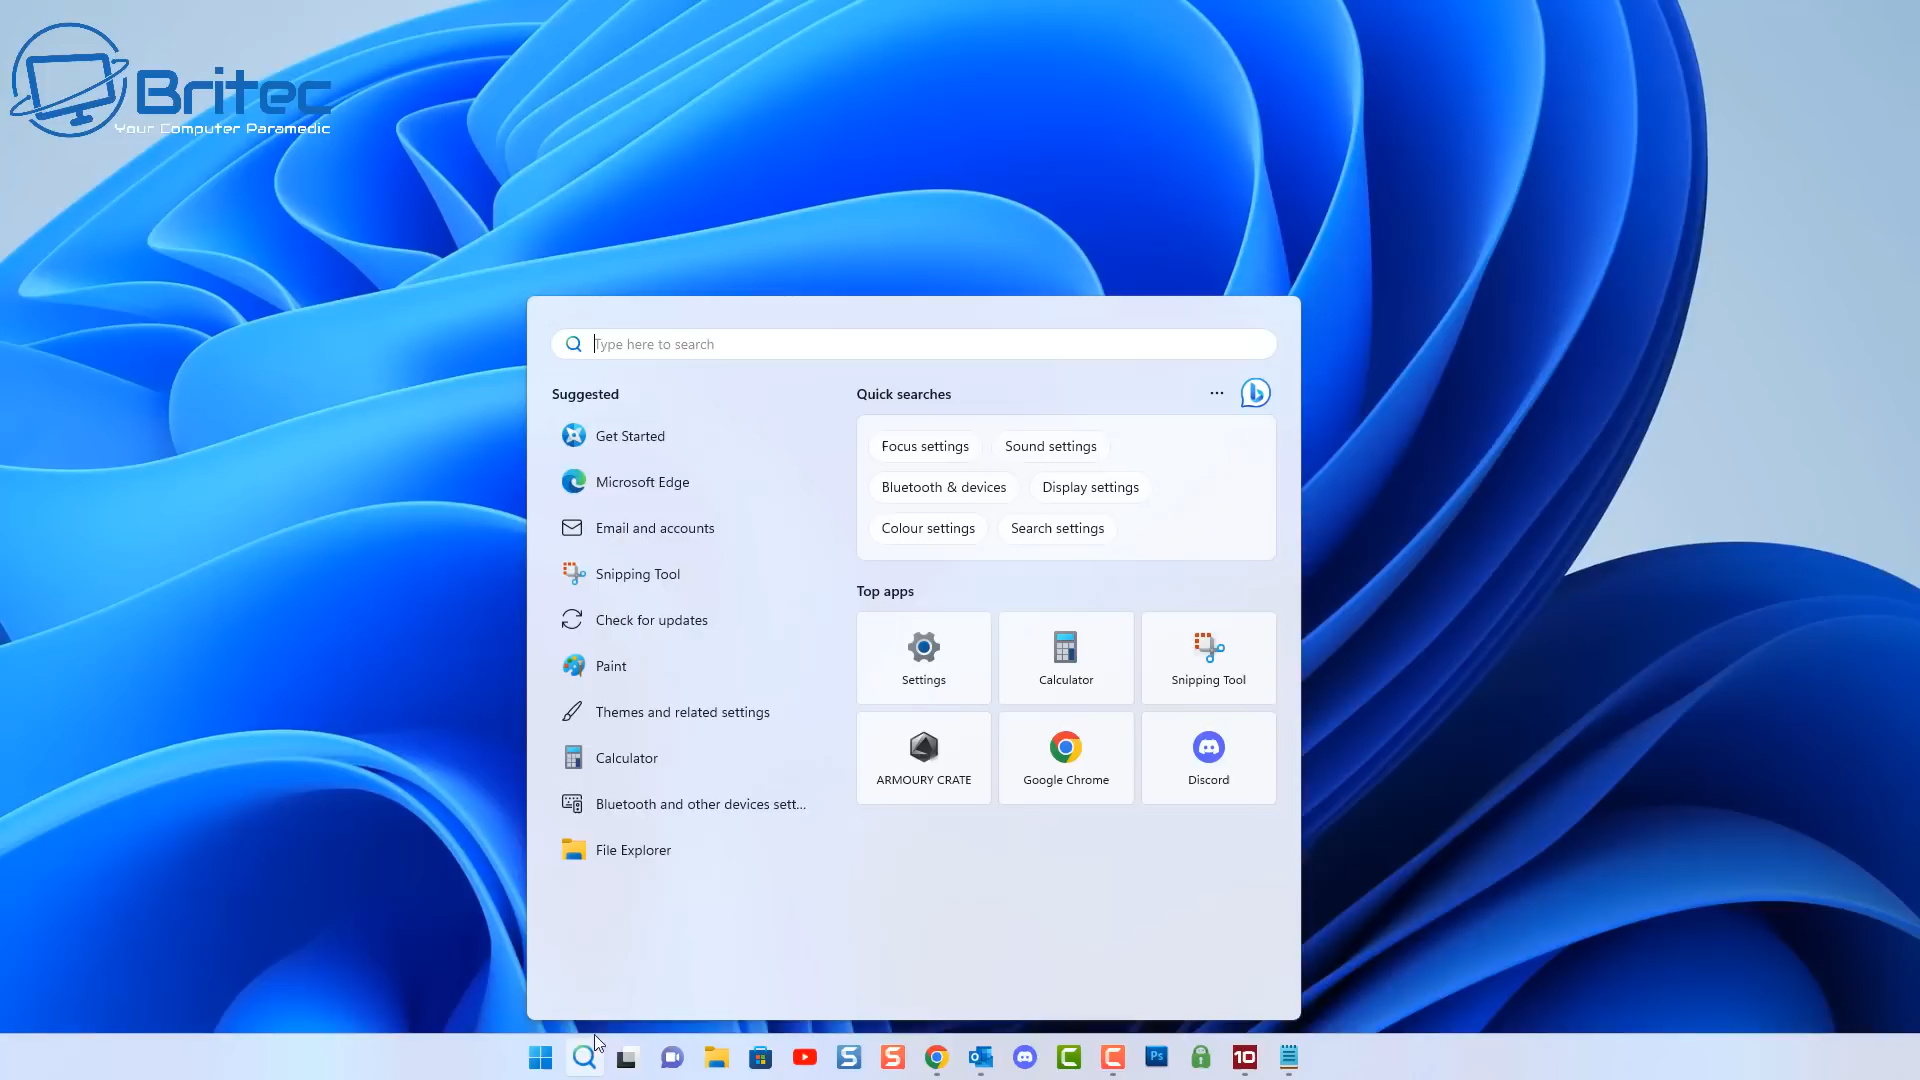 Britec
Your Computer Paramedic
Type here to search
Suggested
Get Started
Microsoft Edge
Email and accounts
Snipping Tool
Check for updates
Paint
Themes and related settings
Calculator
Bluetooth and other devices sett...
File Explorer
Quick searches
Focus settings
Sound settings
Bluetooth & devices
Display settings
Colour settings
Search settings
Top apps
Settings
Calculator
Snipping Tool
ARMOURY CRATE
Google Chrome
Discord
S
S
C
C
Ps
10